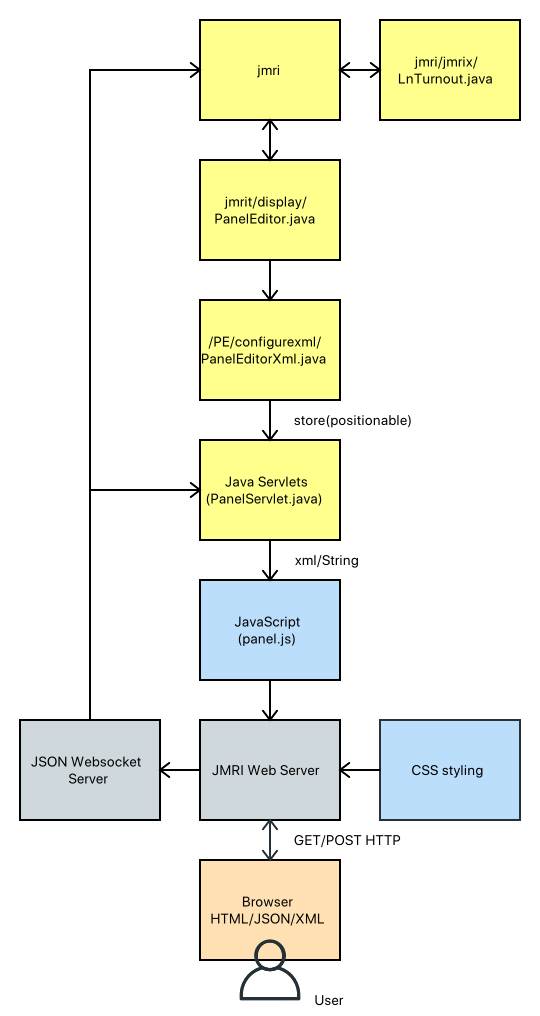 jmri
jmri/jmrix/
LnTurnout.java
jmrit/display/
PanelEditor.java
/PE/configurexml/
PanelEditorXml.java
store(positionable)
Java Servlets
(PanelServlet.java)
xml/String
JavaScript
(panel.js)
JSON Websocket
Server
JMRI Web Server
CSS styling
GET/POST HTTP
Browser
HTML/JSON/XML
User